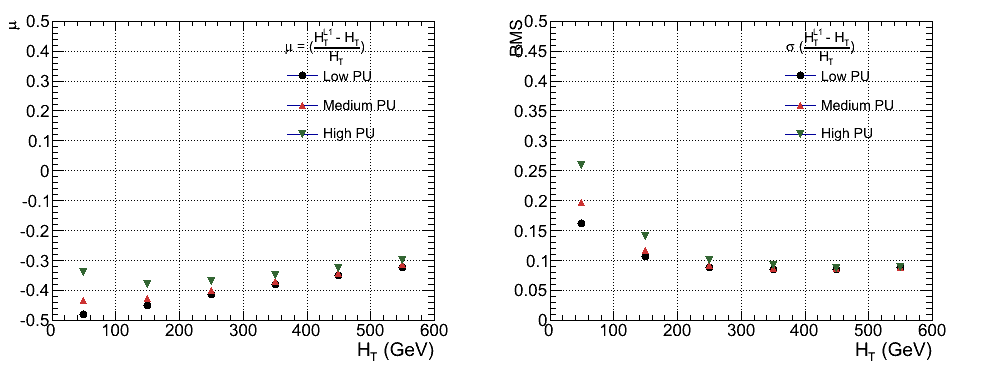 μ
0.5
0.4
0.3
0.2
0.1
0
-0.1
-0.2
-0.3
-0.4
-0.5
μ = (H_T^L1 - H_T / H_T)
Low PU
Medium PU
High PU
0 100 200 300 400 500 600
H_T (GeV)
RMS
0.5
0.45
0.4
0.35
0.3
0.25
0.2
0.15
0.1
0.05
0
σ (H_T^L1 - H_T / H_T)
Low PU
Medium PU
High PU
0 100 200 300 400 500 600
H_T (GeV)